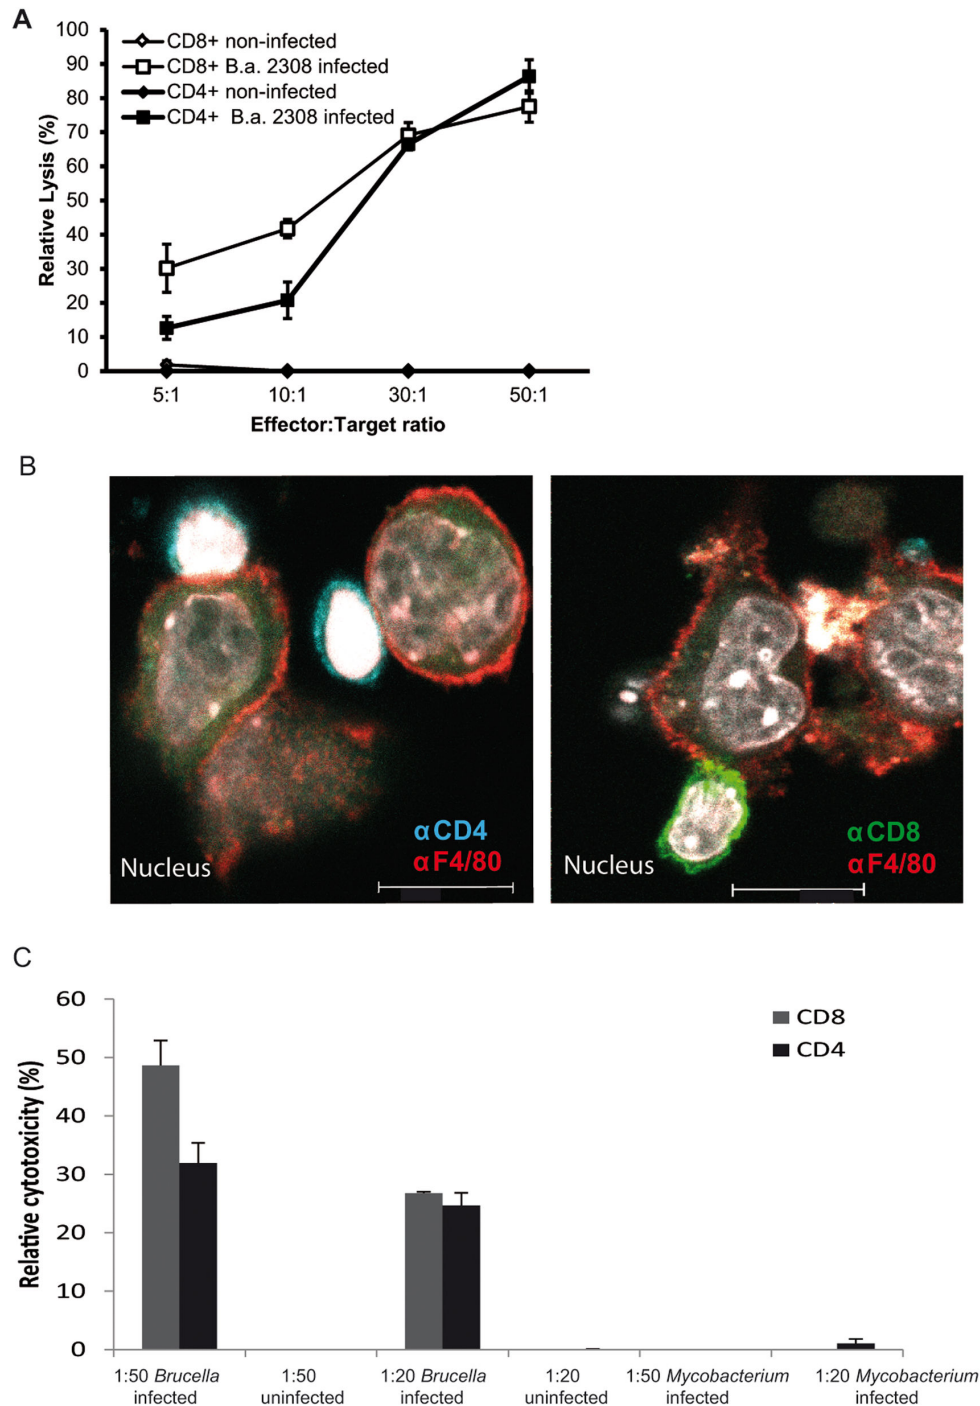 A
100
90
80
70
60
50
40
30
20
10
0
Relative Lysis (%)
CD8+ non-infected
CD8+ B.a. 2308 infected
CD4+ non-infected
CD4+ B.a. 2308 infected
5:1 10:1 30:1 50:1
Effector:Target ratio
B
αCD4
αF4/80
Nucleus
αCD8
αF4/80
Nucleus
C
60
50
40
30
20
10
0
Relative cytotoxicity (%)
CD8
CD4
1:50 Brucella infected
1:50 uninfected
1:20 Brucella infected
1:20 uninfected
1:50 Mycobacterium infected
1:20 Mycobacterium infected